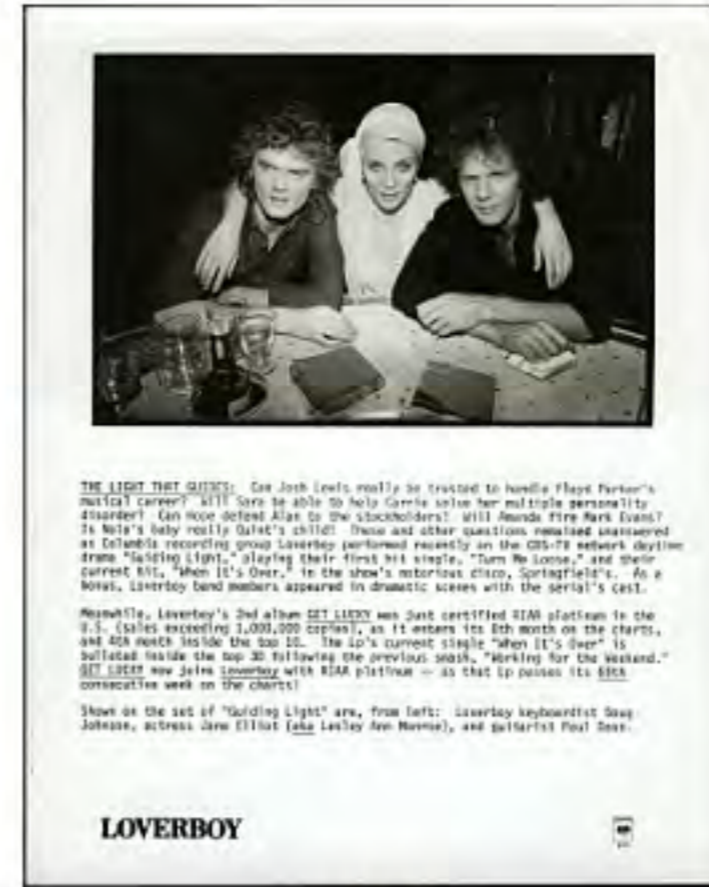 THE LIGHT THAT GUIDES: Can Josh Lewis really be trusted to handle Floyd Parker's
musical career? Will Sara be able to help Carrie solve her multiple personality
disorder? Can Hope defend Alan to the stockholders? Will Amanda fire Mark Evans?
Is Nola's baby really Quint's child? These and other questions remained unanswered
as Columbia recording group Loverboy performed recently on the CBS-TV network daytime
drama "Guiding Light," playing their first hit single, "Turn Me Loose," and their
current hit, "When It's Over," in the show's notorious disco, Springfield's. As a
bonus, Loverboy band members appeared in dramatic scenes with the serial's cast.
Meanwhile, Loverboy's 2nd album GET LUCKY was just certified RIAA platinum in the
U.S. (sales exceeding 1,000,000 copies), as it enters its 8th month on the charts,
and 4th month inside the top 10. The Lp's current single "When It's Over" is
bulleted inside the top 30 following the previous smash, "Working for the Weekend."
GET LUCKY now joins Loverboy with RIAA platinum -- as that Lp passes its
consecutive week on the charts!
Shown on the set of "Guiding Light" are, from left: Loverboy keyboardist Doug
Johnson, actress Jane Elliot (aka Lesley Ann Monroe), and guitarist Paul Dean.
LOVERBOY